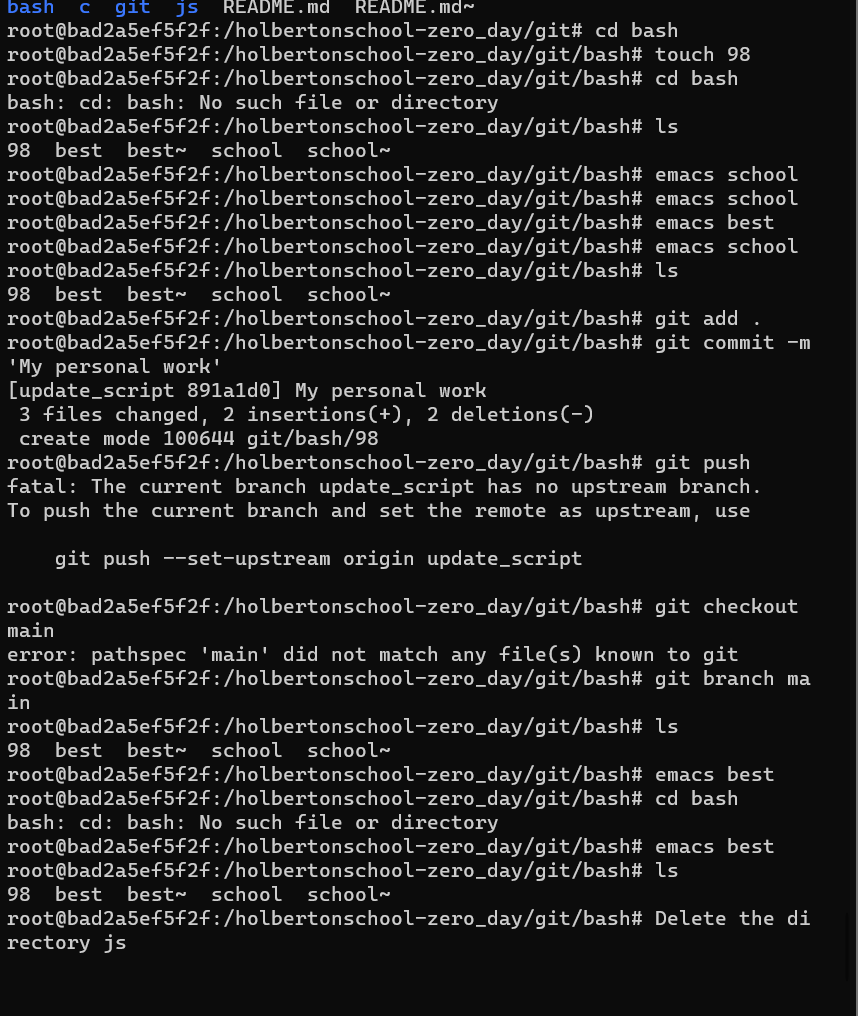 bash  c  git  js  README.md  README.md~
root@bad2a5ef5f2f:/holbertonschool-zero_day/git# cd bash
root@bad2a5ef5f2f:/holbertonschool-zero_day/git/bash# touch 98
root@bad2a5ef5f2f:/holbertonschool-zero_day/git/bash# cd bash
bash: cd: bash: No such file or directory
root@bad2a5ef5f2f:/holbertonschool-zero_day/git/bash# ls
98  best  best~  school  school~
root@bad2a5ef5f2f:/holbertonschool-zero_day/git/bash# emacs school
root@bad2a5ef5f2f:/holbertonschool-zero_day/git/bash# emacs school
root@bad2a5ef5f2f:/holbertonschool-zero_day/git/bash# emacs best
root@bad2a5ef5f2f:/holbertonschool-zero_day/git/bash# emacs school
root@bad2a5ef5f2f:/holbertonschool-zero_day/git/bash# ls
98  best  best~  school  school~
root@bad2a5ef5f2f:/holbertonschool-zero_day/git/bash# git add .
root@bad2a5ef5f2f:/holbertonschool-zero_day/git/bash# git commit -m
'My personal work'
[update_script 891a1d0] My personal work
 3 files changed, 2 insertions(+), 2 deletions(-)
 create mode 100644 git/bash/98
root@bad2a5ef5f2f:/holbertonschool-zero_day/git/bash# git push
fatal: The current branch update_script has no upstream branch.
To push the current branch and set the remote as upstream, use

    git push --set-upstream origin update_script

root@bad2a5ef5f2f:/holbertonschool-zero_day/git/bash# git checkout
main
error: pathspec 'main' did not match any file(s) known to git
root@bad2a5ef5f2f:/holbertonschool-zero_day/git/bash# git branch ma
in
root@bad2a5ef5f2f:/holbertonschool-zero_day/git/bash# ls
98  best  best~  school  school~
root@bad2a5ef5f2f:/holbertonschool-zero_day/git/bash# emacs best
root@bad2a5ef5f2f:/holbertonschool-zero_day/git/bash# cd bash
bash: cd: bash: No such file or directory
root@bad2a5ef5f2f:/holbertonschool-zero_day/git/bash# emacs best
root@bad2a5ef5f2f:/holbertonschool-zero_day/git/bash# ls
98  best  best~  school  school~
root@bad2a5ef5f2f:/holbertonschool-zero_day/git/bash# Delete the di
rectory js